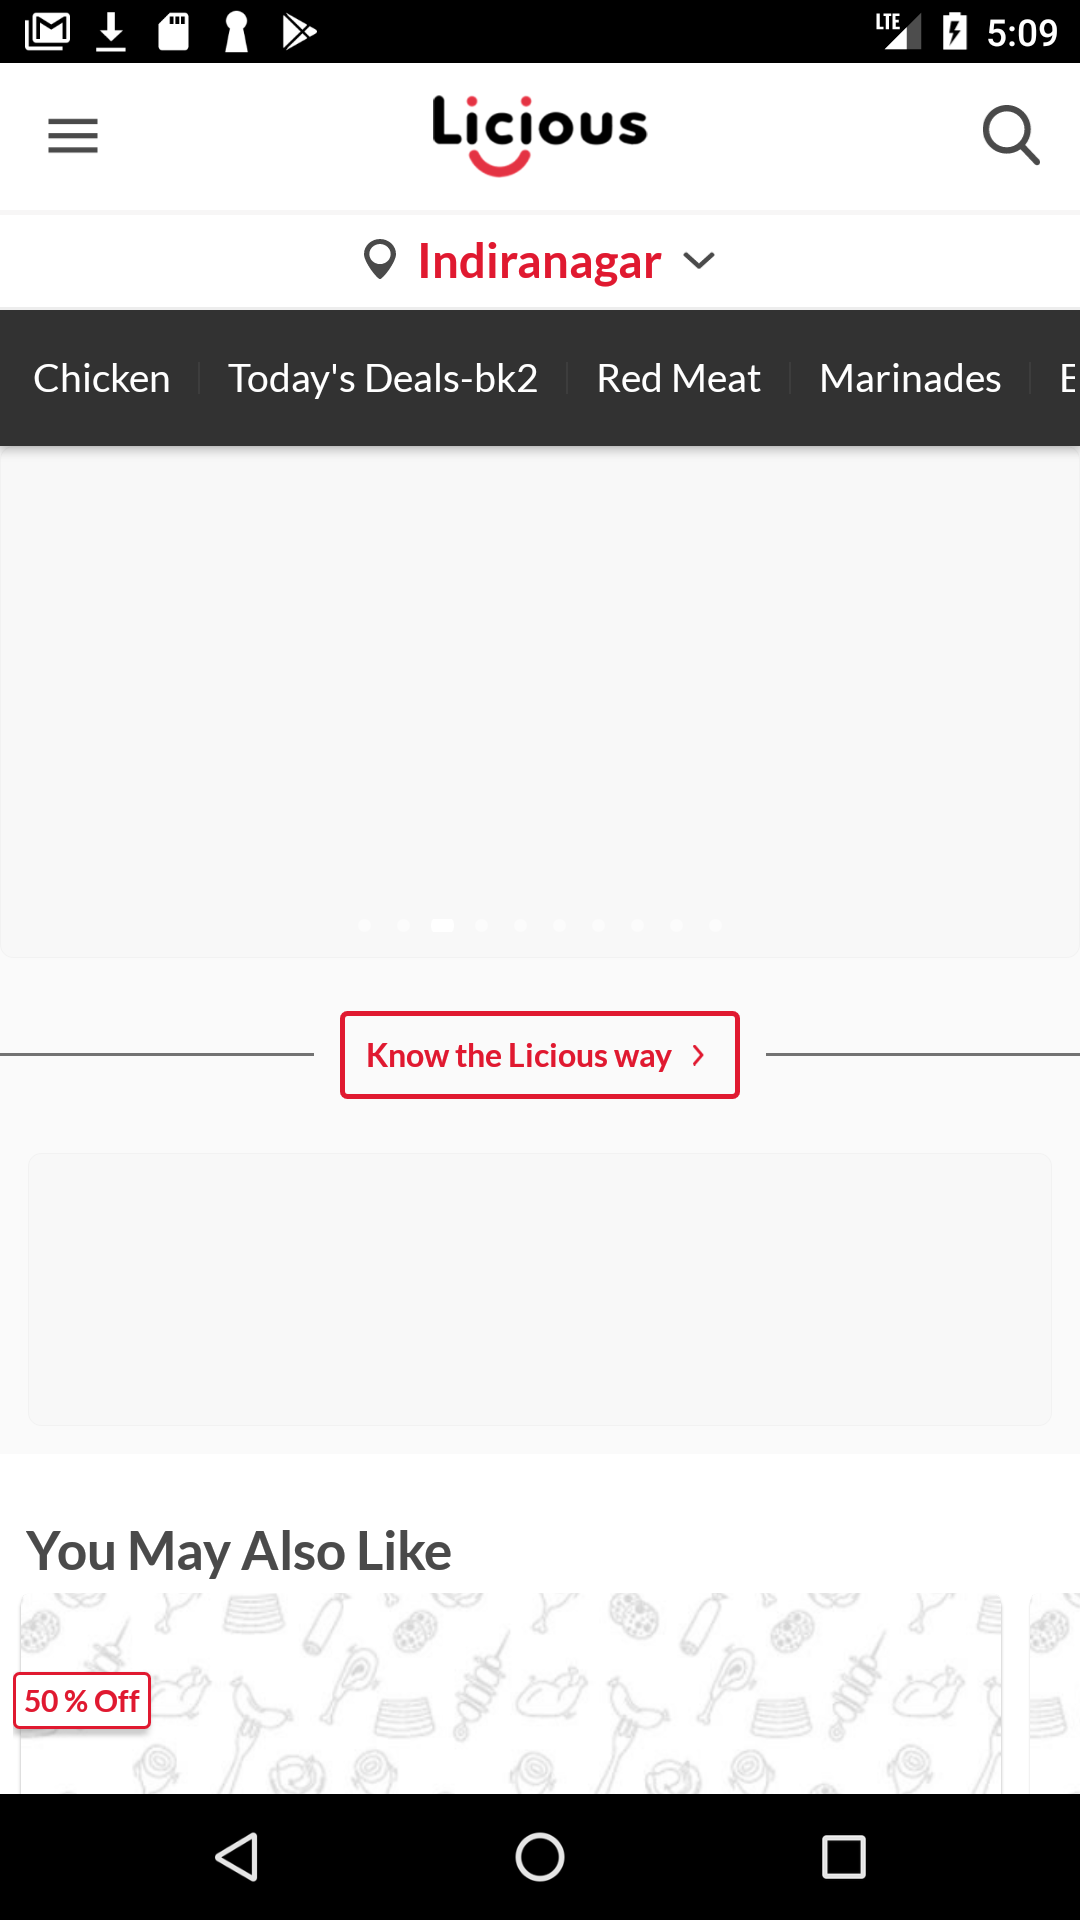 LTE 5:09
Licious
Indiranagar
Chicken Today's Deals-bk2 Red Meat Marinades
Know the Licious way
You May Also Like
50 % Off